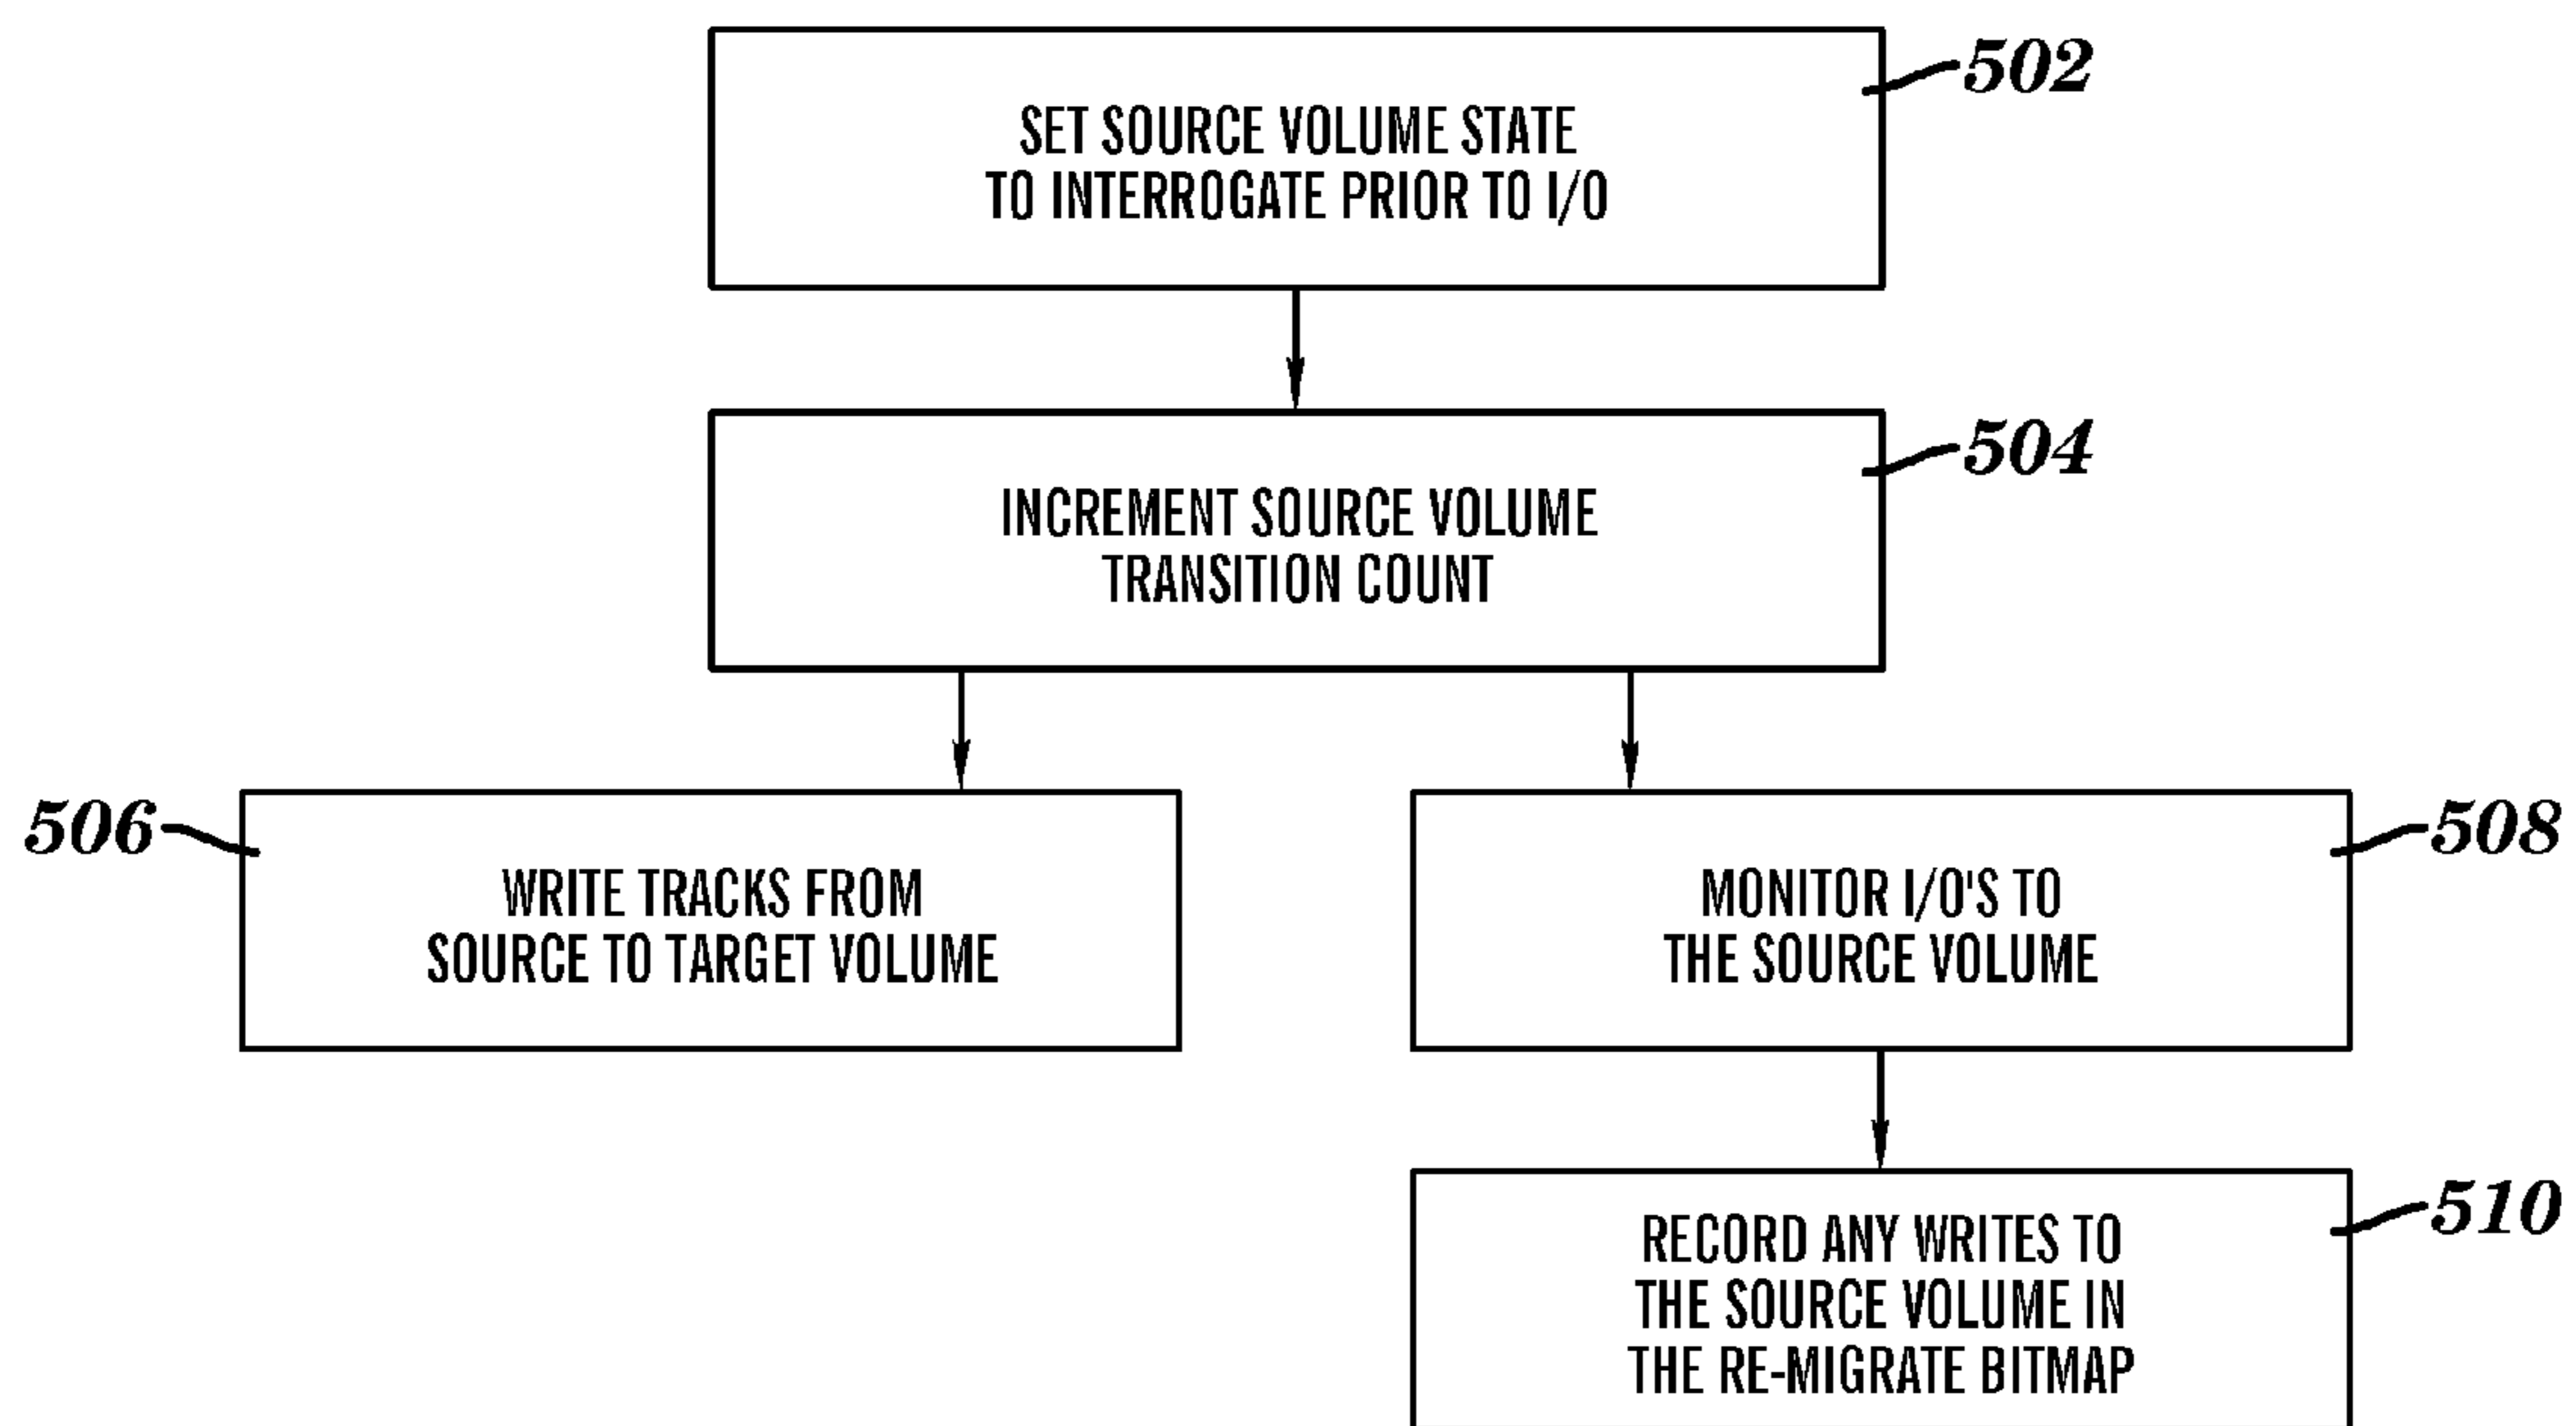 502
SET SOURCE VOLUME STATE
TO INTERROGATE PRIOR TO I/O
504
INCREMENT SOURCE VOLUME
TRANSITION COUNT
506
WRITE TRACKS FROM
SOURCE TO TARGET VOLUME
508
MONITOR I/O'S TO
THE SOURCE VOLUME
510
RECORD ANY WRITES TO
THE SOURCE VOLUME IN
THE RE-MIGRATE BITMAP